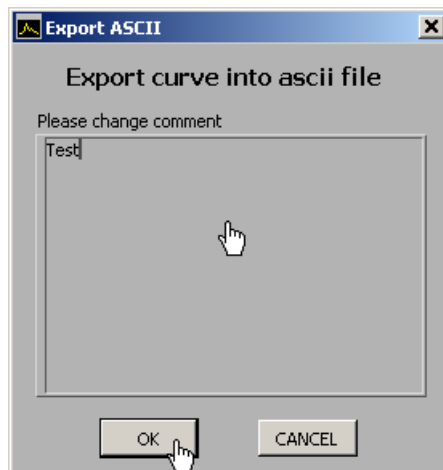 Export ASCII
Export curve into ascii file
Please change comment
Test
OK
CANCEL